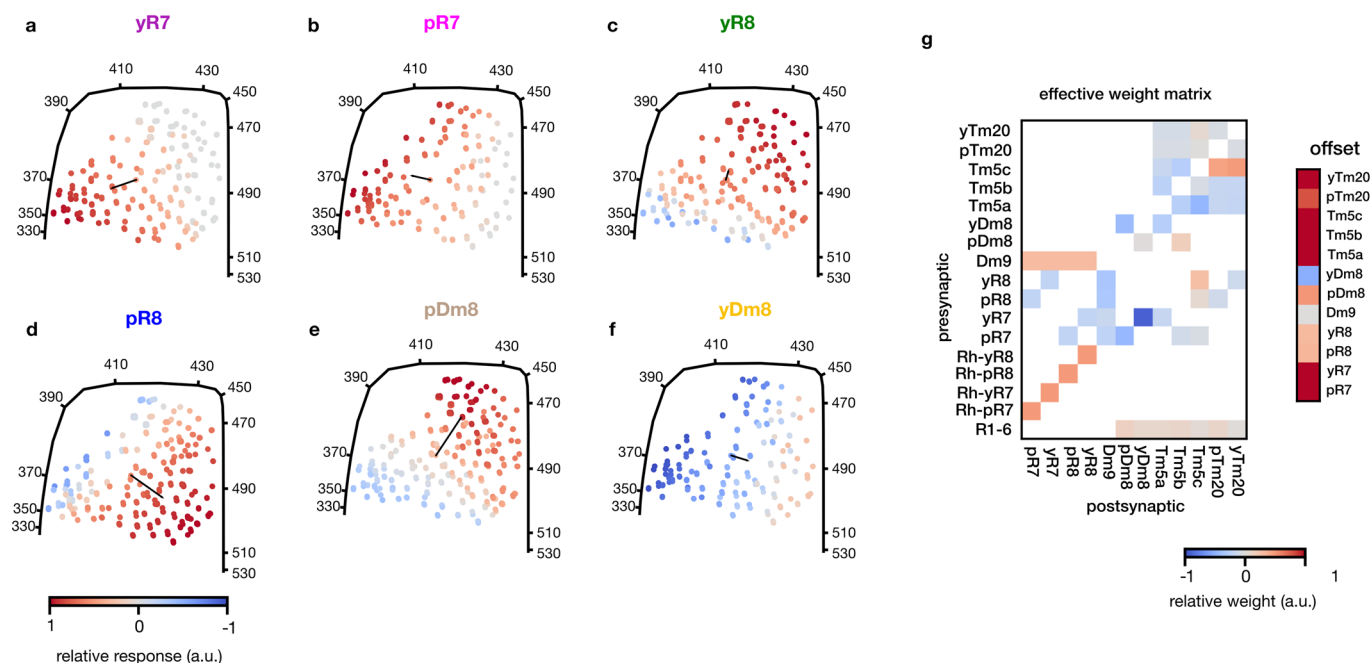 a
yR7
410
430
390
450
470
370
490
350
330
510
530
b
pR7
410
430
390
450
470
370
490
350
330
510
530
c
yR8
410
430
390
450
470
370
490
350
330
510
530
d
pR8
410
430
390
450
470
370
490
350
330
510
530
1
0
-1
relative response (a.u.)
e
pDm8
410
430
390
450
470
370
490
350
330
510
530
f
yDm8
410
430
390
450
470
370
490
350
330
510
530
g
effective weight matrix
presynaptic
yTm20
pTm20
Tm5c
Tm5b
Tm5a
yDm8
pDm8
Dm9
yR8
pR8
yR7
pR7
Rh-yR8
Rh-pR8
Rh-yR7
Rh-pR7
R1-6
pR7
yR7
pR8
yR8
Dm9
pDm8
yDm8
Tm5a
Tm5b
Tm5c
pTm20
yTm20
postsynaptic
offset
yTm20
pTm20
Tm5c
Tm5b
Tm5a
yDm8
pDm8
Dm9
yR8
pR8
yR7
pR7
-1
0
1
relative weight (a.u.)